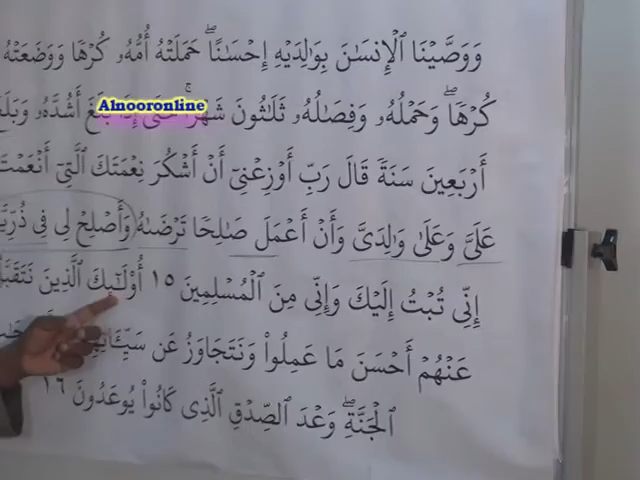 وَوَصَّيۡنَا ٱلۡإِنسَٰنَ بِوَٰلِدَيۡهِ إِحۡسَٰنًاۖ حَمَلَتۡهُ أُمُّهُۥ كُرۡهٗا وَوَضَعَتۡهُ
كُرۡهٗاۖ وَحَمۡلُهُۥ وَفِصَٰلُهُۥ ثَلَٰثُونَ شَهۡرًاۚ حَتَّىٰٓ إِذَا بَلَغَ أَشُدَّهُۥ
Alnooronline
أَرۡبَعِينَ سَنَةٗ قَالَ رَبِّ أَوۡزِعۡنِيٓ أَنۡ أَشۡكُرَ نِعۡمَتَكَ ٱلَّتِيٓ أَنۡعَمۡتَ
عَلَيَّ وَعَلَىٰ وَٰلِدَيَّ وَأَنۡ أَعۡمَلَ صَٰلِحٗا تَرۡضَىٰهُ وَأَصۡلِحۡ لِي فِي
إِنِّي تُبۡتُ إِلَيۡكَ وَإِنِّي مِنَ ٱلۡمُسۡلِمِينَ ١٥ أُوْلَٰٓئِكَ ٱلَّذِينَ
عَنۡهُمۡ أَحۡسَنَ مَا عَمِلُواْ وَنَتَجَاوَزُ عَن
ٱلۡجَنَّةِۖ وَعۡدَ ٱلصِّدۡقِ ٱلَّذِي كَانُواْ يُوعَدُونَ ١٦